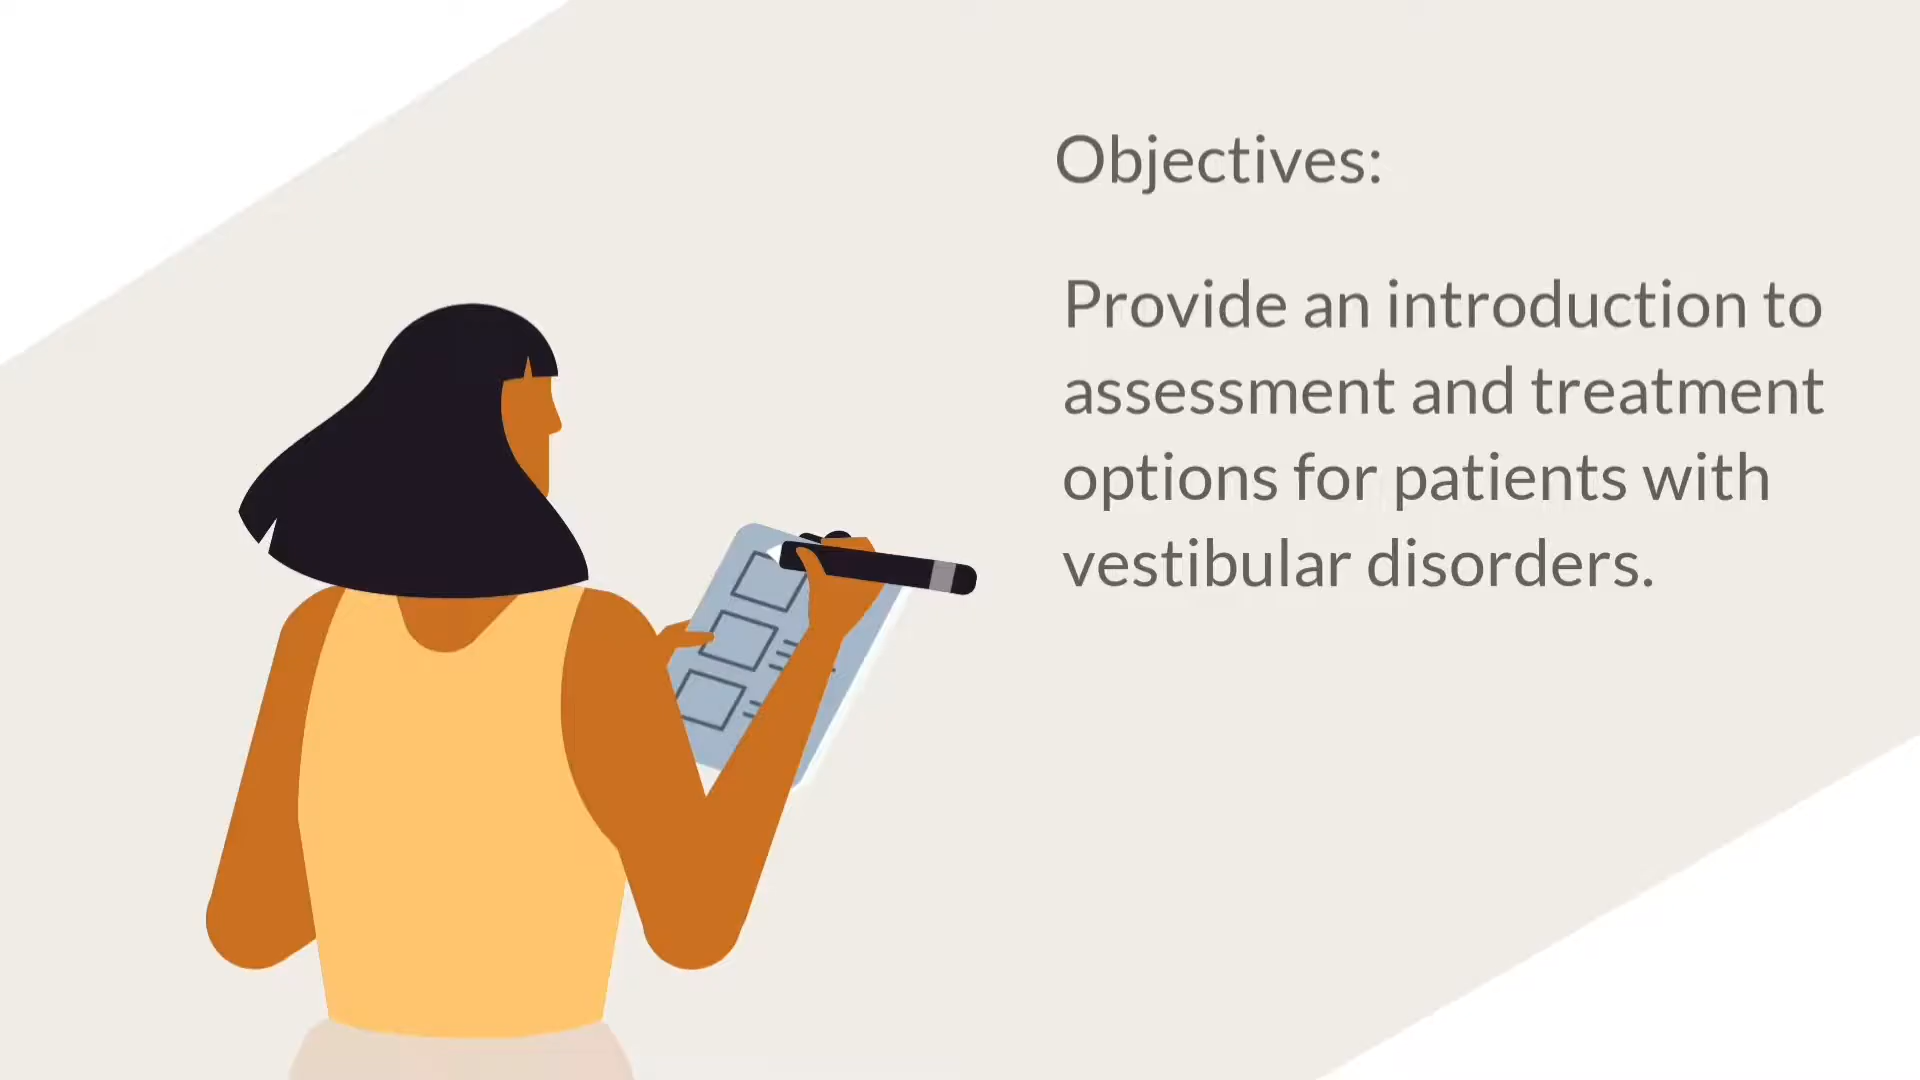 Objectives:
Provide an introduction to
assessment and treatment
options for patients with
vestibular disorders.